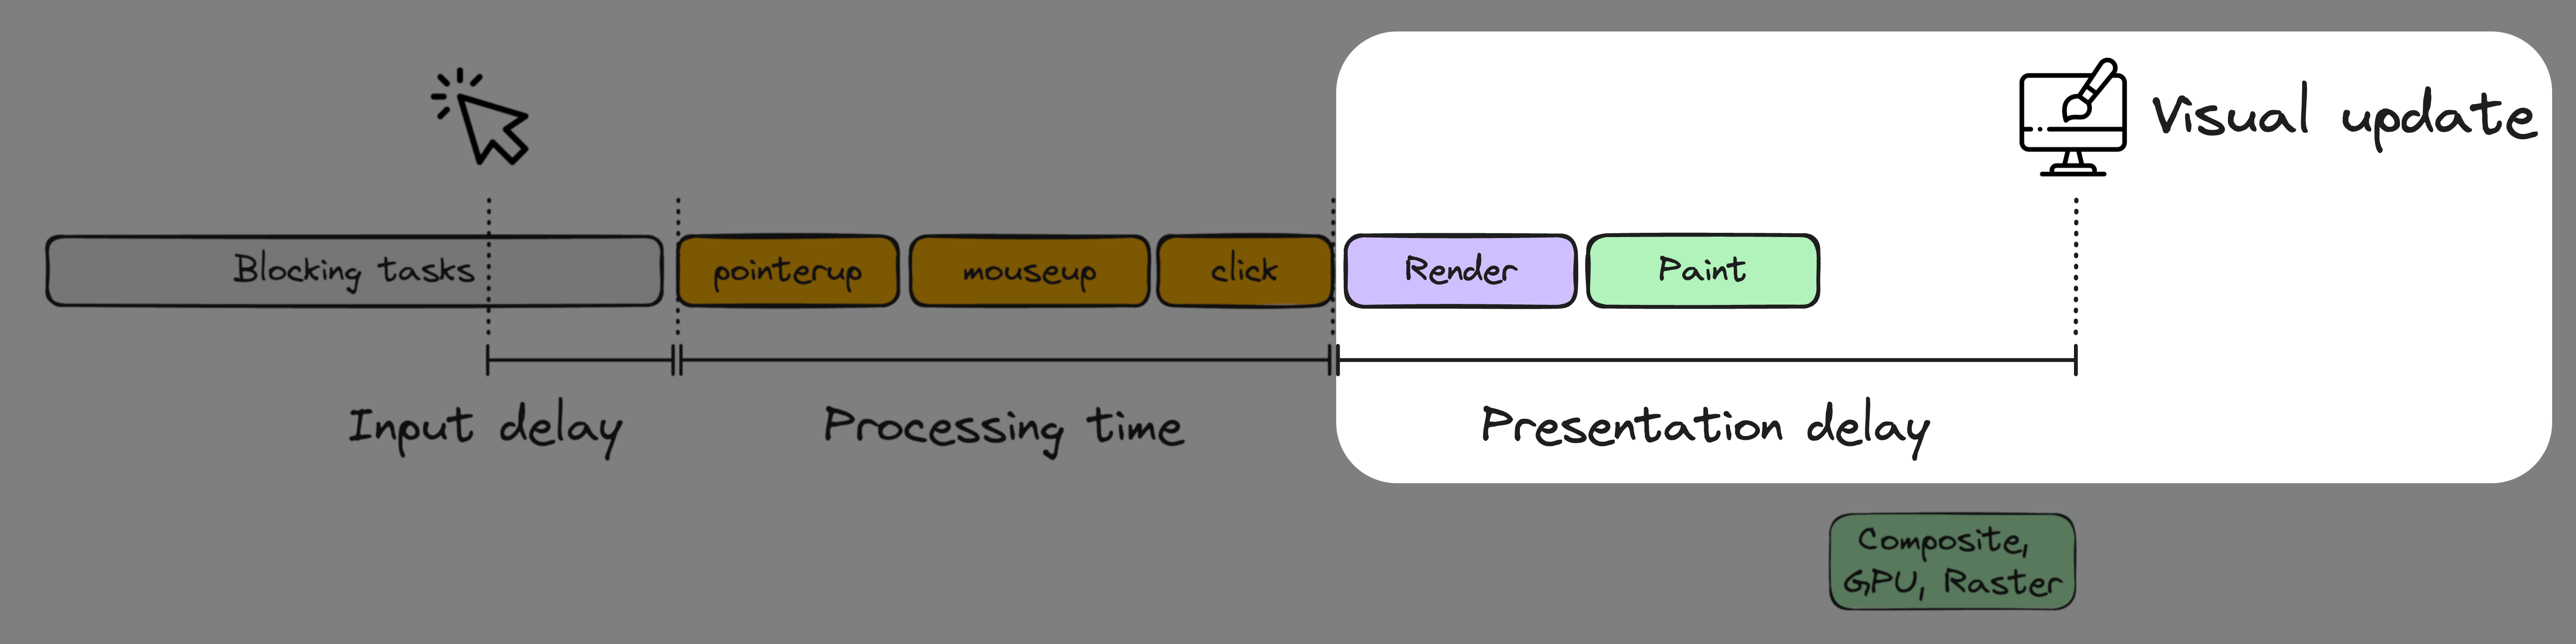 Visual update
Blocking tasks
pointerup
mouseup
click
Render
Paint
Input delay
Processing time
Presentation delay
Composite,
GPU, Raster